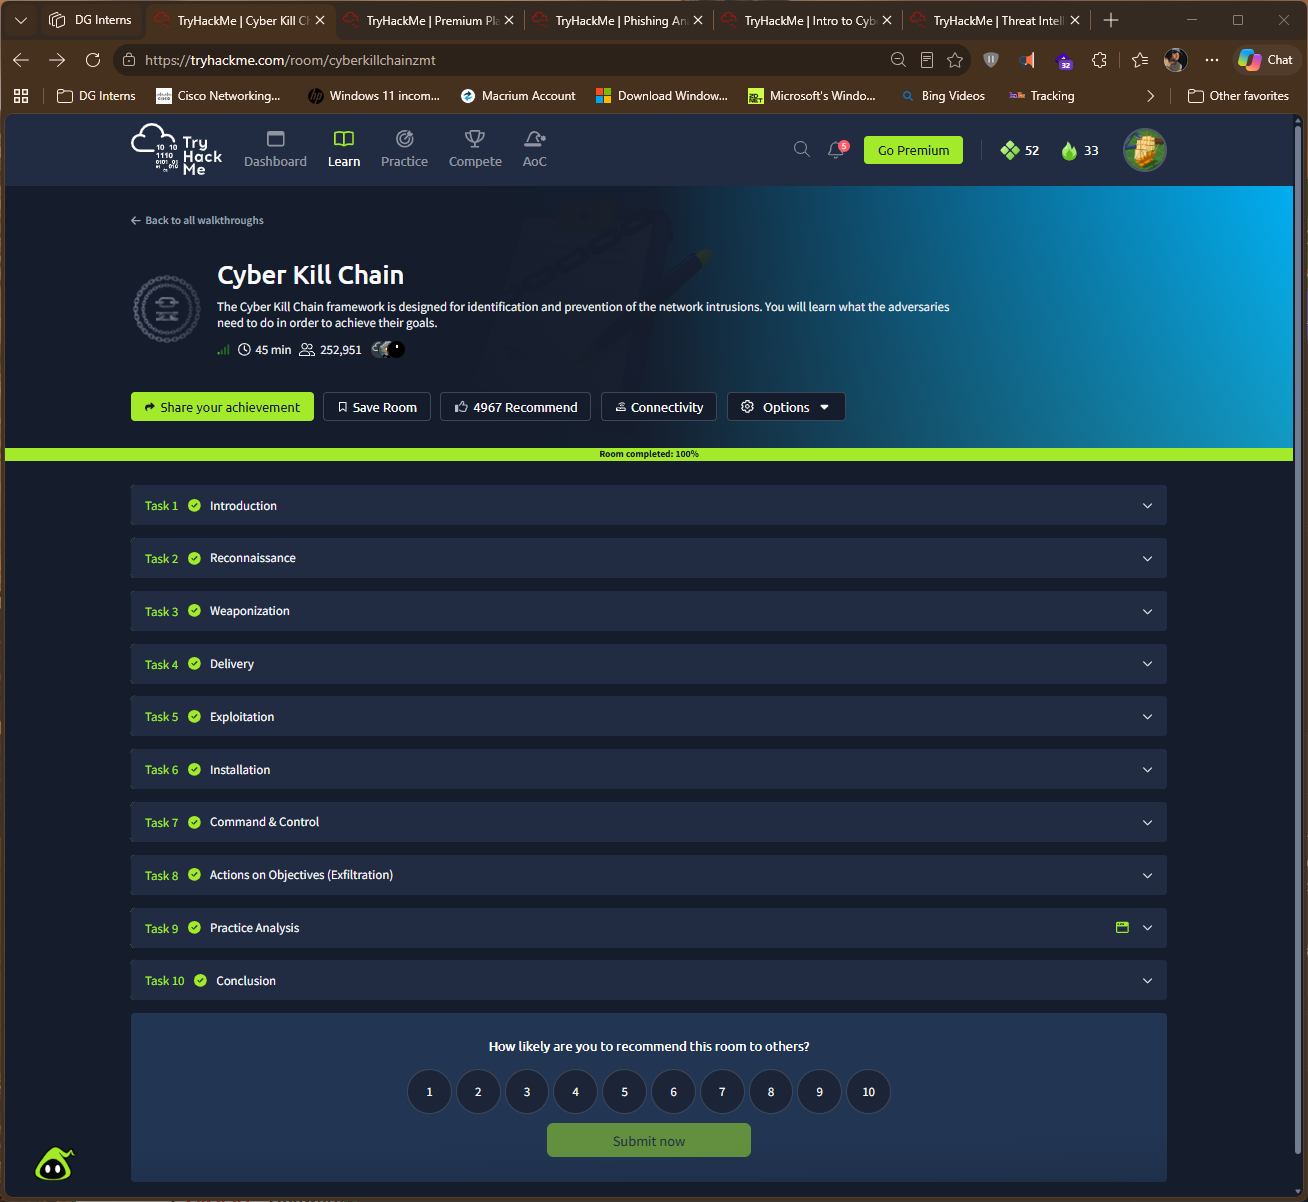 DG Interns
TryHackMe | Cyber Kill Ch
TryHackMe | Premium Pla
TryHackMe | Phishing An
TryHackMe | Intro to Cyb
TryHackMe | Threat Intel
https://tryhackme.com/room/cyberkillchainzmt
32
Chat
DG Interns
Cisco Networking...
Windows 11 incom...
Macrium Account
Download Window...
Microsoft's Windo...
Bing Videos
Tracking
Other favorites
Try Hack Me
Dashboard
Learn
Practice
Compete
AoC
5
Go Premium
52
33
Back to all walkthroughs
Cyber Kill Chain
The Cyber Kill Chain framework is designed for identification and prevention of the network intrusions. You will learn what the adversaries
need to do in order to achieve their goals.
45 min
252,951
Share your achievement
Save Room
4967 Recommend
Connectivity
Options
Room completed: 100%
Task 1 Introduction
Task 2 Reconnaissance
Task 3 Weaponization
Task 4 Delivery
Task 5 Exploitation
Task 6 Installation
Task 7 Command & Control
Task 8 Actions on Objectives (Exfiltration)
Task 9 Practice Analysis
Task 10 Conclusion
How likely are you to recommend this room to others?
1 2 3 4 5 6 7 8 9 10
Submit now